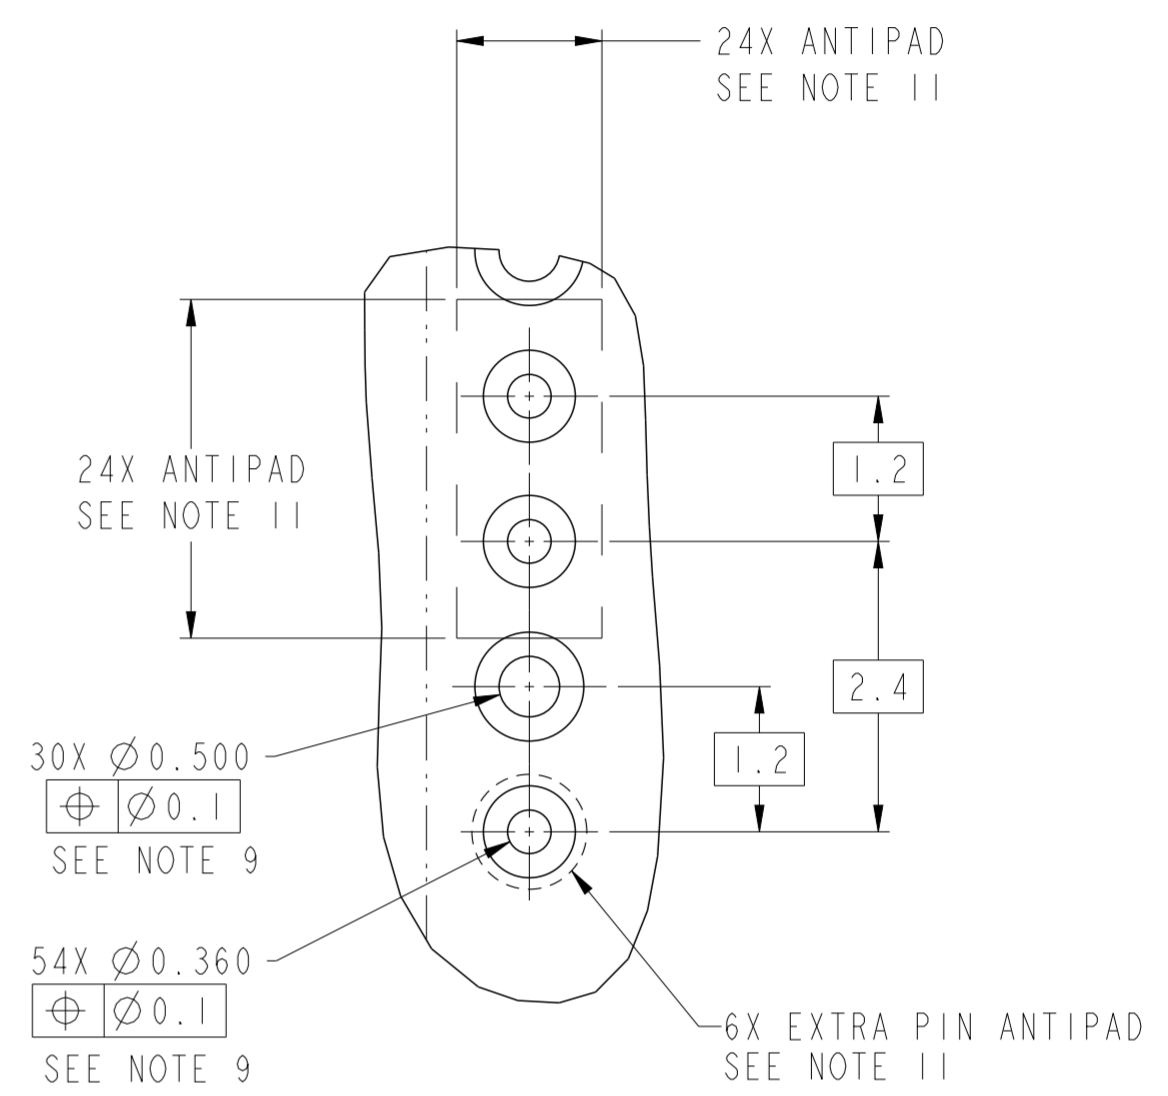 24X ANTIPAD
SEE NOTE 11
24X ANTIPAD
SEE NOTE 11
1.2
2.4
1.2
30X Ø0.500
⌖ Ø0.1
SEE NOTE 9
54X Ø0.360
⌖ Ø0.1
SEE NOTE 9
6X EXTRA PIN ANTIPAD
SEE NOTE 11